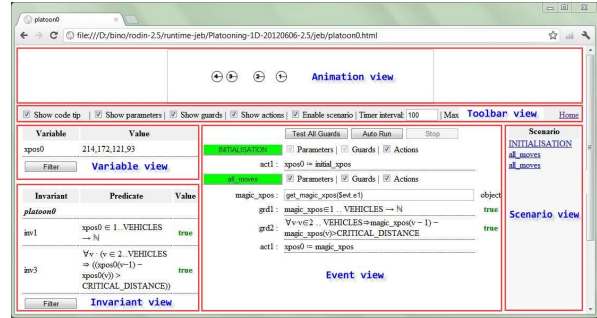 platoon0
file:///D:/bino/rodin-2.5/runtime-jeb/Platooning-1D-20120606-2.5/jeb/platoon0.html
4 3 2 1 Animation view
Show code tip | Show parameters | Show guards | Show actions | Enable scenario | Timer interval: 100 | Max Toolbar view Home
Variable Value
xpos0 214,172,121,93
Filter Variable view
Invariant Predicate Value
platoon0
inv1 xpos0 ∈ 1‥VEHICLES → ℕ true
inv3 ∀v · (v ∈ 2‥VEHICLES ⇒ ((xpos0(v−1) − xpos0(v)) > CRITICAL_DISTANCE)) true
Filter Invariant view
Test All Guards Auto Run Stop
INITIALISATION Parameters | Guards | Actions
act1 : xpos0 ≔ initial_xpos
all_moves Parameters | Guards | Actions
magic_xpos : get_magic_xpos($evt.e1) object
grd1 : magic_xpos∈1 ‥ VEHICLES → ℕ true
grd2 : ∀v·v∈2 ‥ VEHICLES⇒magic_xpos(v − 1) − magic_xpos(v)>CRITICAL_DISTANCE true
act1 : xpos0 ≔ magic_xpos
Event view
Scenario
INITIALISATION
all_moves
all_moves
Scenario view